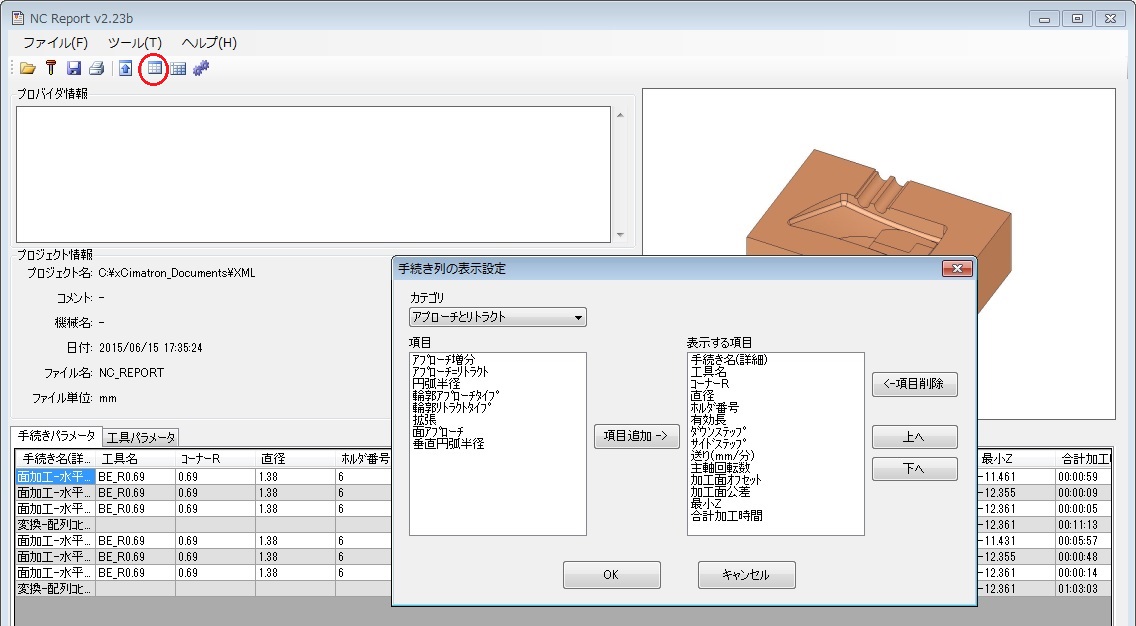 NC Report v2.23b
ファイル(F) ツール(T) ヘルプ(H)
プロバイダ情報
プロジェクト情報
プロジェクト名: C:¥xCimatron_Documents¥XML
コメント: -
機械名: -
日付: 2015/06/15 17:35:24
ファイル名: NC_REPORT
ファイル単位: mm
手続きパラメータ 工具パラメータ
手続き名(詳... 工具名 コーナーR 直径 ホルダ番号 最小Z 合計加工
面加工-水平... BE_R0.69 0.69 1.38 6 -11.461 00:00:59
面加工-水平... BE_R0.69 0.69 1.38 6 -12.355 00:00:09
面加工-水平... BE_R0.69 0.69 1.38 6 -12.361 00:00:05
変換-配列コピ... -12.361 00:11:13
面加工-水平... BE_R0.69 0.69 1.38 6 -11.431 00:05:57
面加工-水平... BE_R0.69 0.69 1.38 6 -12.355 00:00:48
面加工-水平... BE_R0.69 0.69 1.38 6 -12.361 00:00:14
変換-配列コピ... -12.361 01:03:03
手続き列の表示設定
カテゴリ
アプローチとリトラクト
項目
アプローチ増分
アプローチ=リトラクト
円弧半径
輪郭アプローチタイプ
輪郭リトラクトタイプ
拡張
面アプローチ
垂直円弧半径
項目追加 ->
表示する項目
手続き名(詳細)
工具名
コーナーR
直径
ホルダ番号
有効長
ダウンステップ
サイドステップ
送り(mm/分)
主軸回転数
加工面オフセット
加工面公差
最小Z
合計加工時間
<-項目削除
上へ
下へ
OK キャンセル